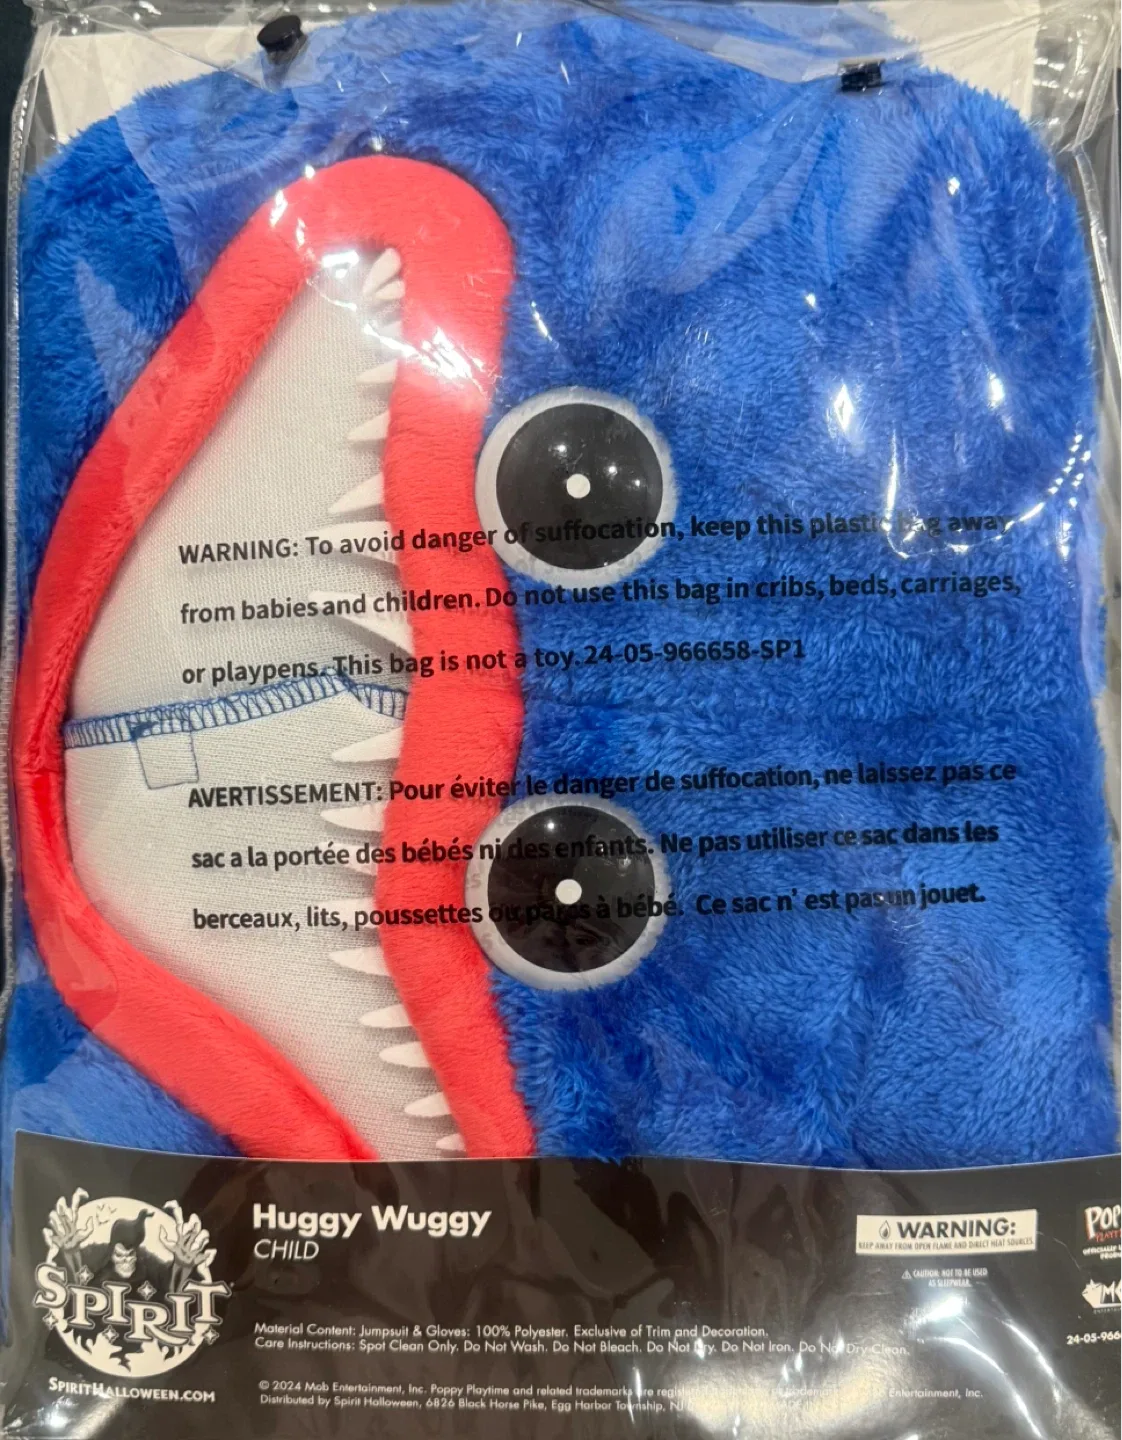 WARNING: To avoid danger of suffocation, keep this plastic bag away
from babies and children. Do not use this bag in cribs, beds, carriages,
or playpens. This bag is not a toy. 24-05-966658-SP1
AVERTISSEMENT: Pour éviter le danger de suffocation, ne laissez pas ce
sac a la portée des bébés ni des enfants. Ne pas utiliser ce sac dans les
berceaux, lits, poussettes ou parcs à bébé. Ce sac n' est pas un jouet.
SPIRIT
SPIRITHALLOWEEN.COM
Huggy Wuggy
CHILD
Material Content: Jumpsuit & Gloves: 100% Polyester. Exclusive of Trim and Decoration.
Care Instructions: Spot Clean Only. Do Not Wash. Do Not Bleach. Do Not Dry. Do Not Iron. Do Not Dry Clean.
© 2024 Mob Entertainment, Inc. Poppy Playtime and related trademarks are Entertainment, Inc.
Distributed by Spirit Halloween, 6826 Black Horse Pike, Egg Harbor Township, NJ
WARNING:
KEEP AWAY FROM OPEN FLAME AND DIRECT HEAT SOURCES.
CAUTION: NOT TO BE USED
AS SLEEPWEAR.
POP
24-05-966